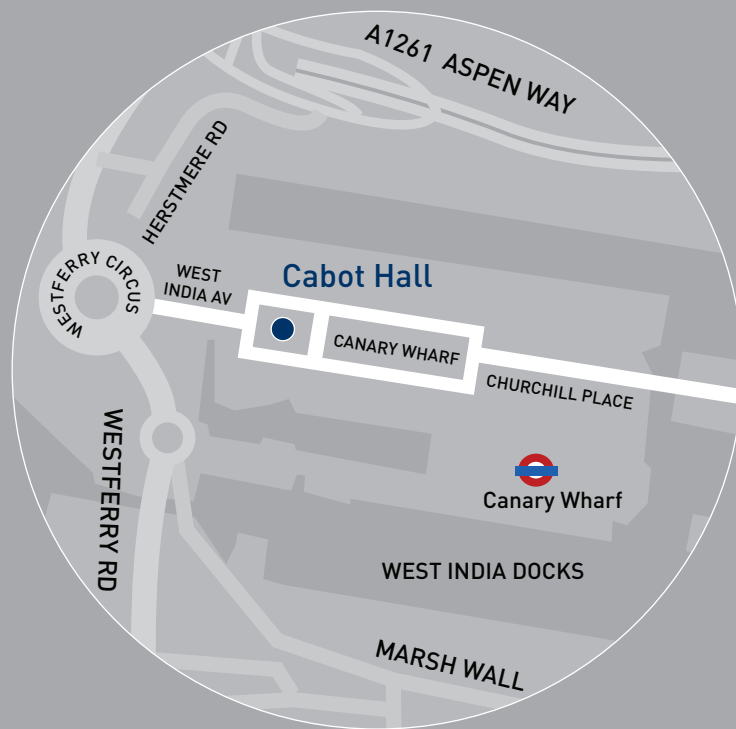 A1261 ASPEN WAY
HERSTMERE RD
WESTFERRY CIRCUS
WEST
INDIA AV
Cabot Hall
CANARY WHARF
CHURCHILL PLACE
WESTFERRY RD
Canary Wharf
WEST INDIA DOCKS
MARSH WALL